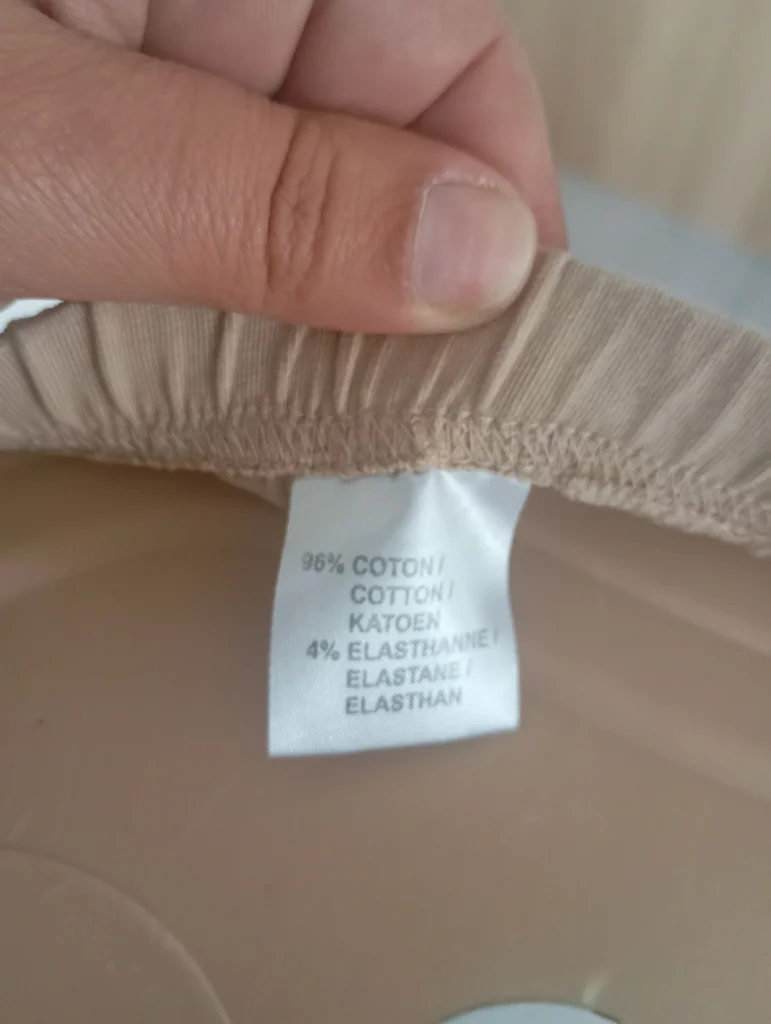 96% COTON/
COTTON/
KATOEN
4% ELASTHANNE/
ELASTANE/
ELASTHAN